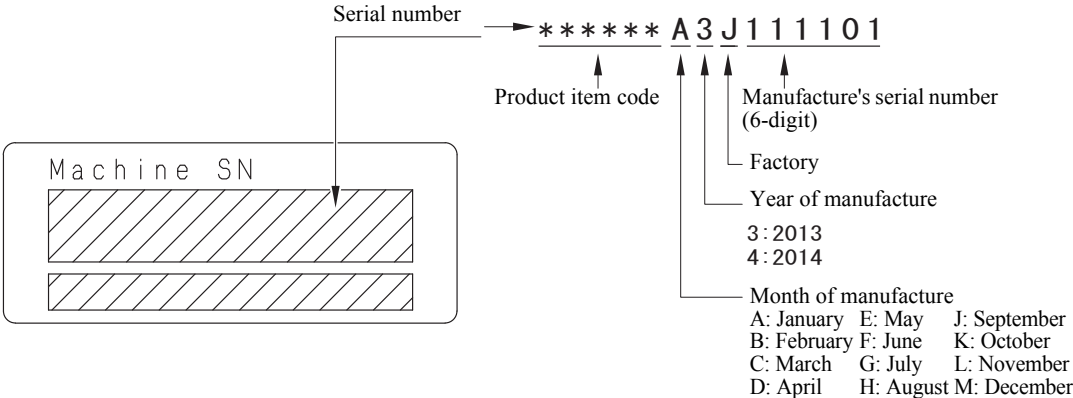 Serial number
******A3J111101
Product item code
Manufacture's serial number
(6-digit)
Machine SN
Factory
Year of manufacture
3:2013
4:2014
Month of manufacture
A: January E: May J: September
B: February F: June K: October
C: March G: July L: November
D: April H: August M: December